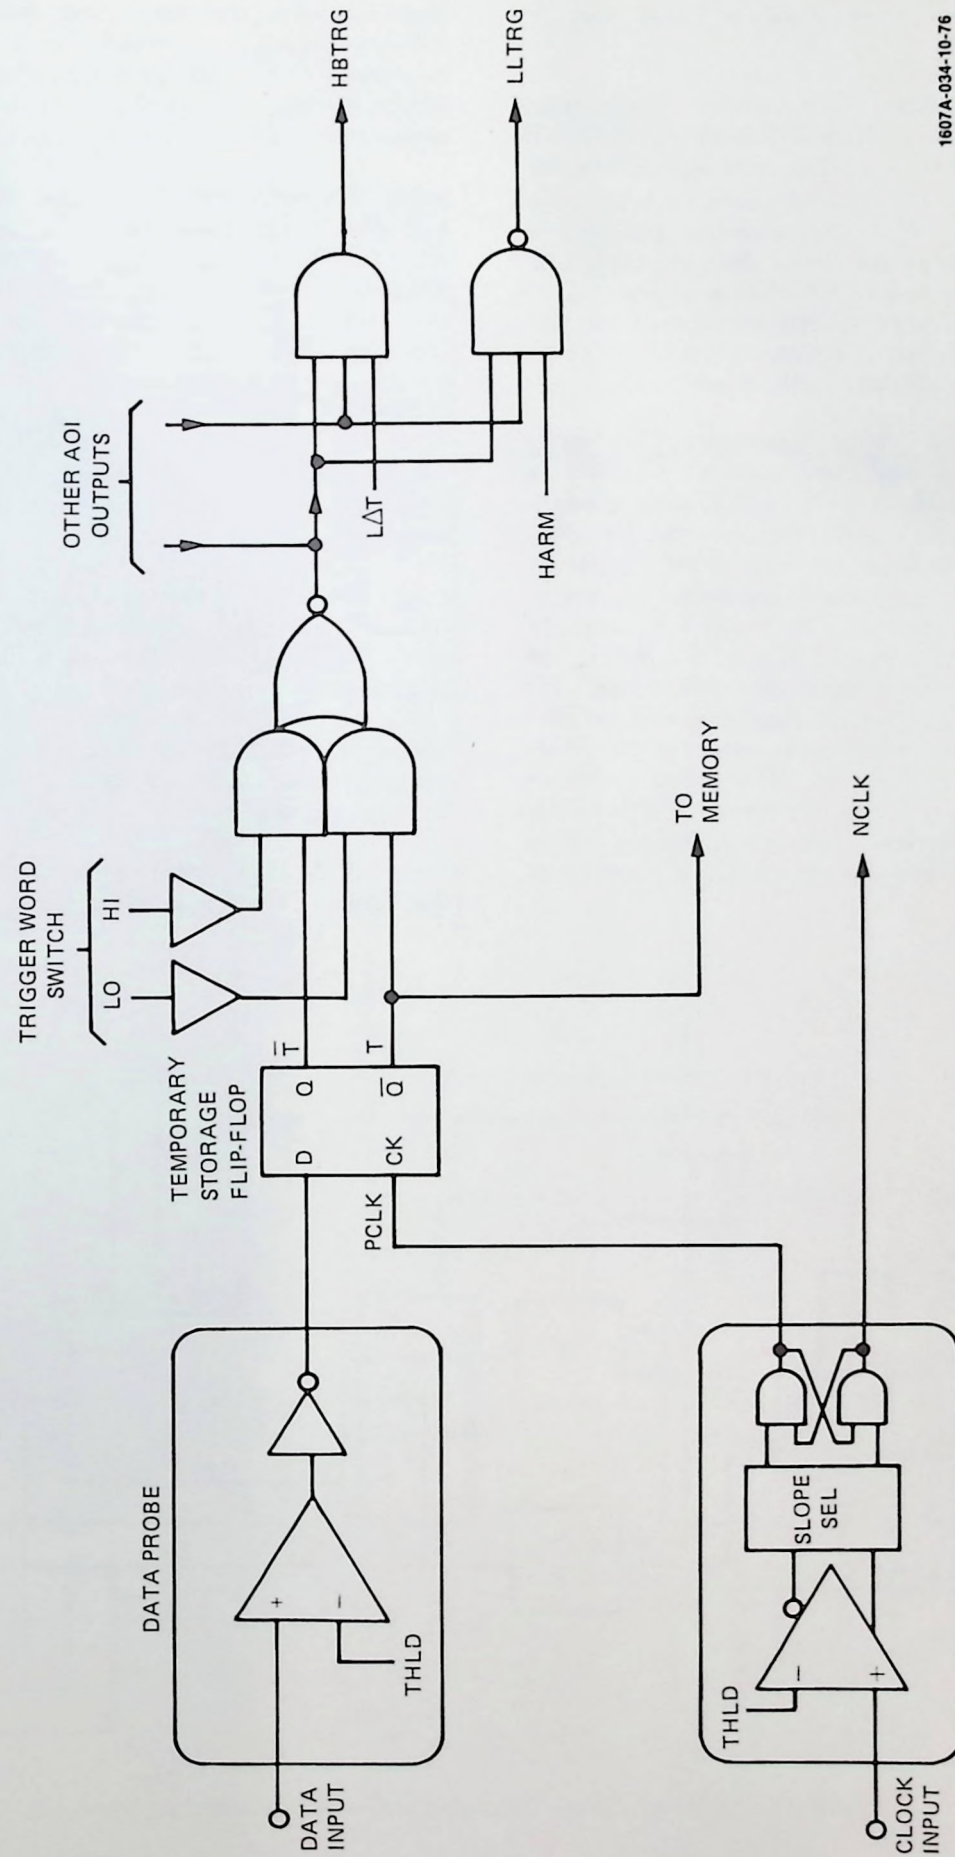 DATA
INPUT
DATA PROBE
+
−
THLD
TEMPORARY
STORAGE
FLIP-FLOP
D
Q
CK
Q̅
T̅
T
PCLK
TRIGGER WORD
SWITCH
LO
HI
OTHER AOI
OUTPUTS
LΔT
HARM
HBTRG
LLTRG
TO
MEMORY
NCLK
CLOCK
INPUT
THLD
−
+
SLOPE
SEL
1607A-034-10-76